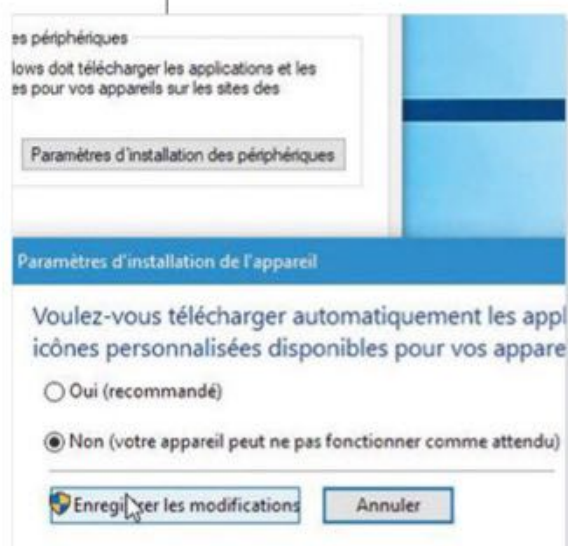 es périphériques
lows doit télécharger les applications et les
es pour vos appareils sur les sites des
Paramètres d'installation des périphériques
Paramètres d'installation de l'appareil
Voulez-vous télécharger automatiquement les appl
icônes personnalisées disponibles pour vos appare
Oui (recommandé)
Non (votre appareil peut ne pas fonctionner comme attendu)
Enregistrer les modifications Annuler